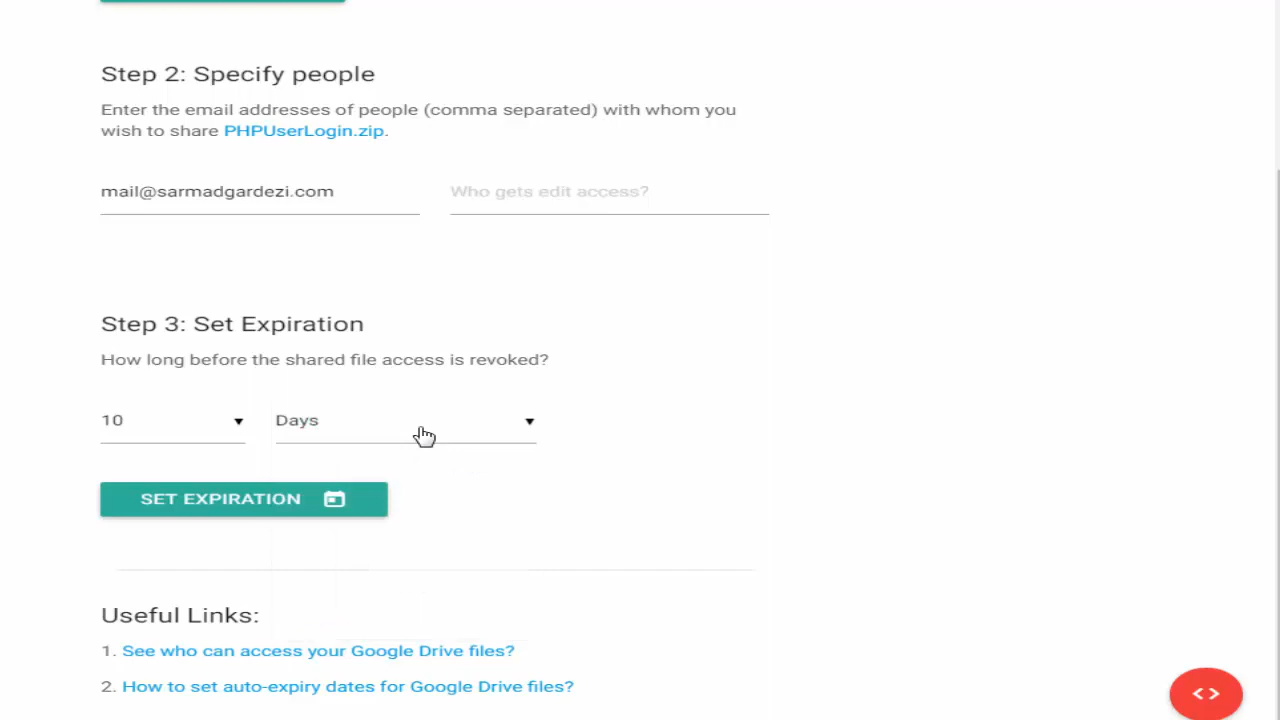 Step 2: Specify people
Enter the email addresses of people (comma separated) with whom you
wish to share PHPUserLogin.zip.
mail@sarmadgardezi.com Who gets edit access?
Step 3: Set Expiration
How long before the shared file access is revoked?
10 Days
SET EXPIRATION
Useful Links:
1. See who can access your Google Drive files?
2. How to set auto-expiry dates for Google Drive files?